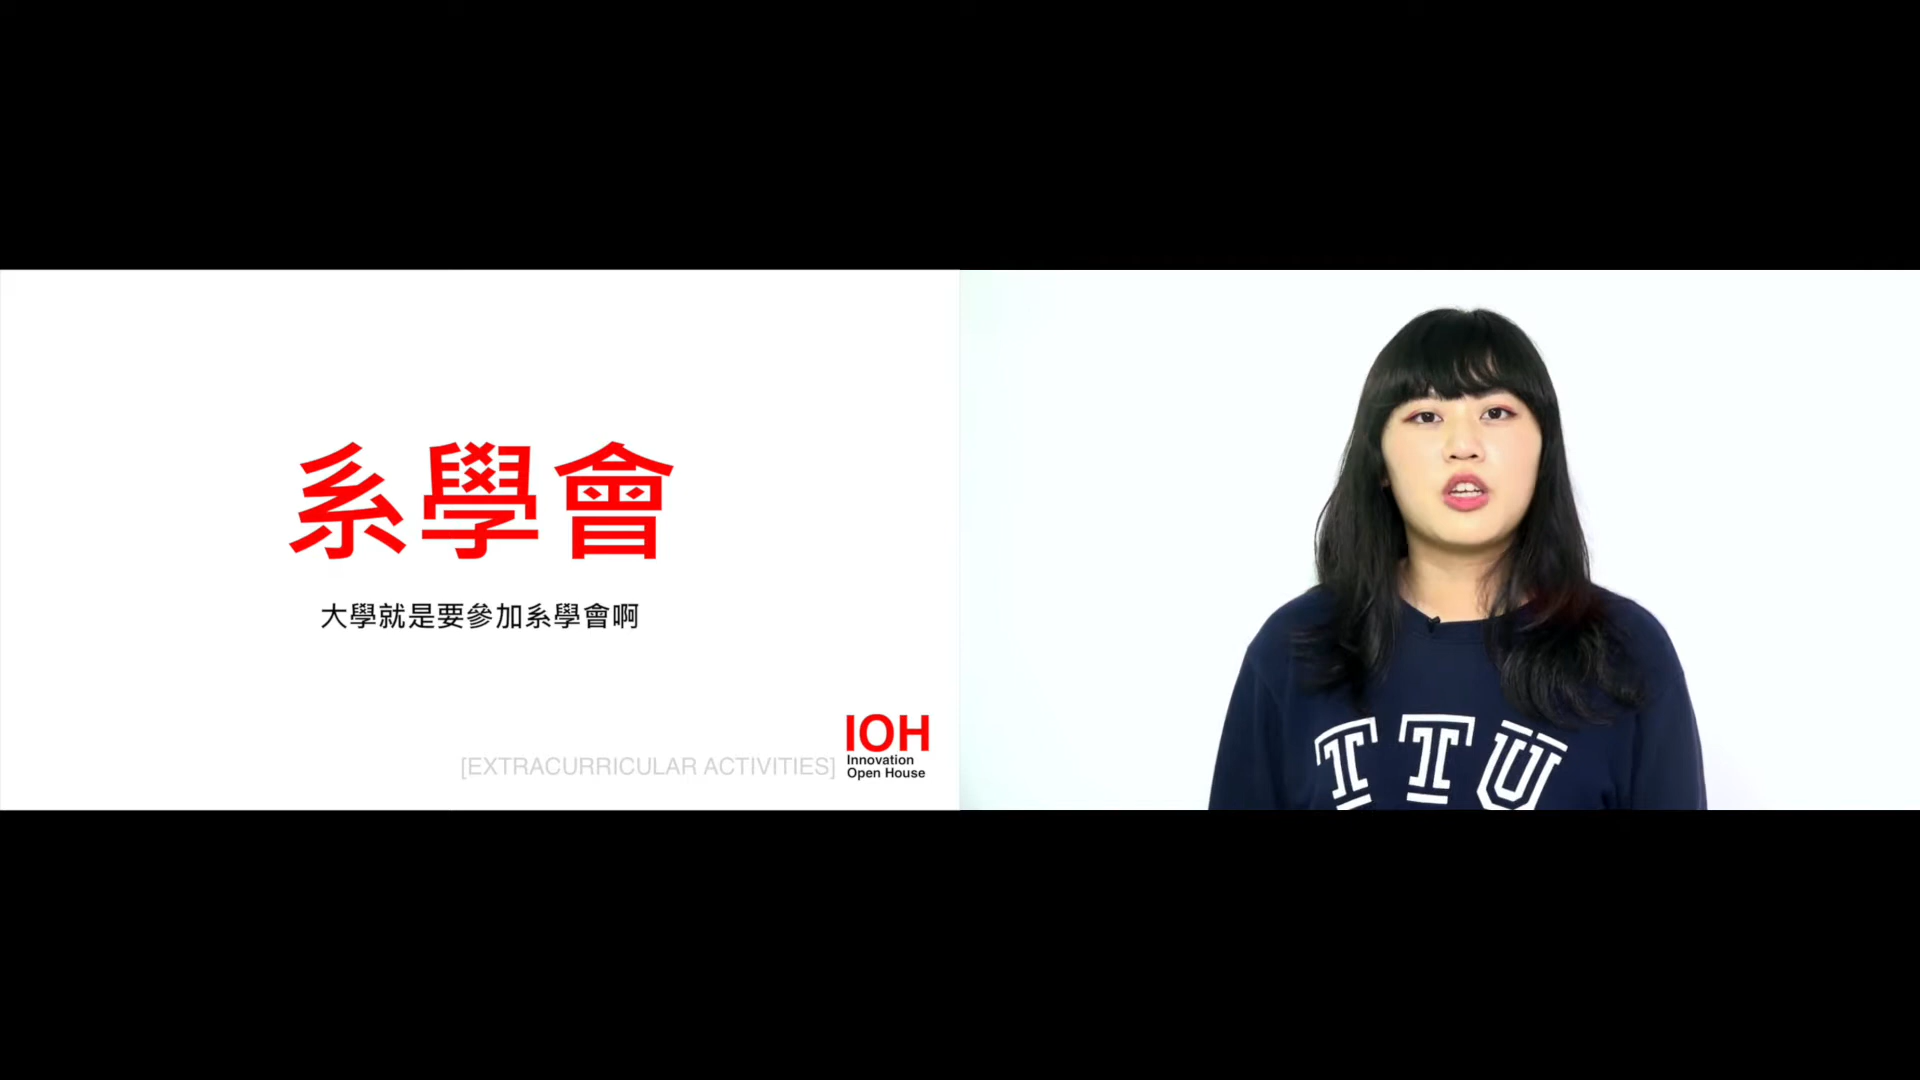 系學會
大學就是要參加系學會啊
[EXTRACURRICULAR ACTIVITIES]
IOH
Innovation
Open House
TTU